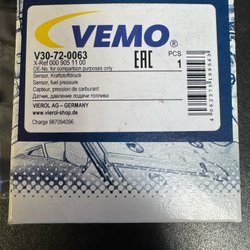 VEMO
V30-72-0063
X-Ref 000 905 11 00
OE-No. for comparison purposes only
EAC
PCS
1
Sensor, Kraftstoffdruck
Sensor, fuel pressure
Capteur, pression de carburant
Датчик, давление подачи топлива
VIEROL AG – GERMANY
www.vierol-shop.de
Charge 987094096